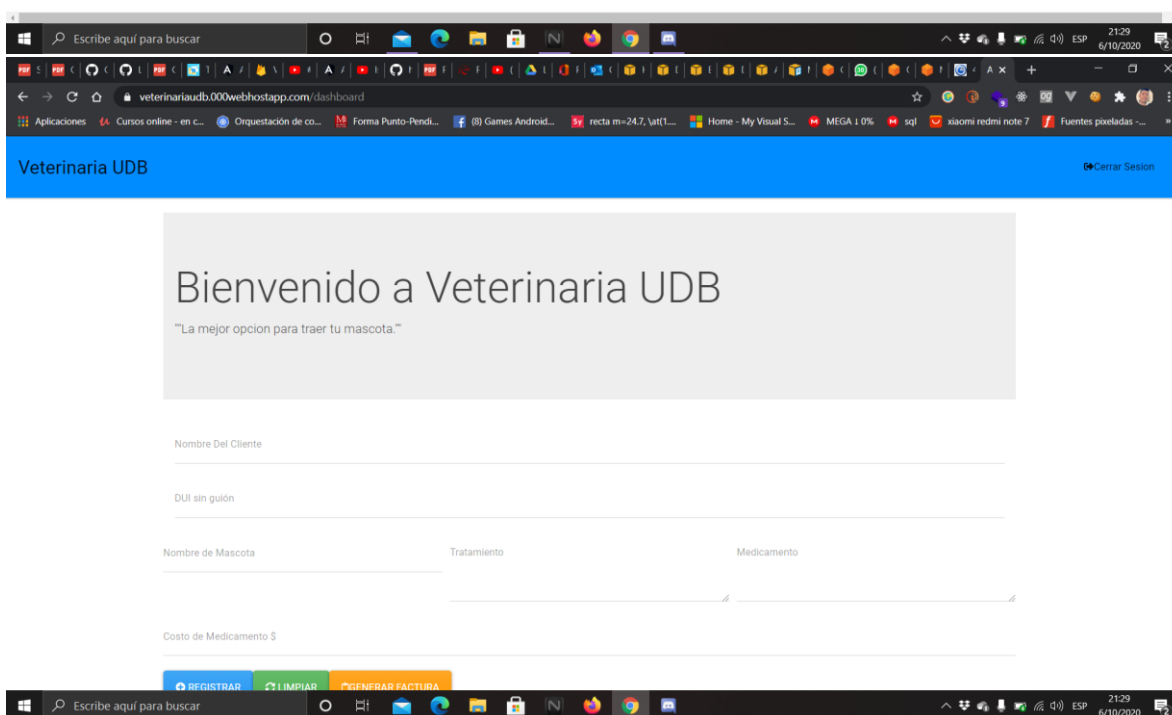 Escribe aquí para buscar
ESP
21:29
6/10/2020
2
veterinariaudb.000webhostapp.com/dashboard
Aplicaciones
Cursos online - en c...
Orquestación de co...
Forma Punto-Pendi...
(8) Games Android...
recta m=24.7, \at(1....
Home - My Visual S...
MEGA ↓ 0%
sql
xiaomi redmi note 7
Fuentes pixeladas -...
»
Veterinaria UDB
Cerrar Sesion
Bienvenido a Veterinaria UDB
""La mejor opcion para traer tu mascota.""
Nombre Del Cliente
DUI sin guión
Nombre de Mascota
Tratamiento
Medicamento
Costo de Medicamento $
REGISTRAR
LIMPIAR
GENERAR FACTURA
Escribe aquí para buscar
ESP
21:29
6/10/2020
2